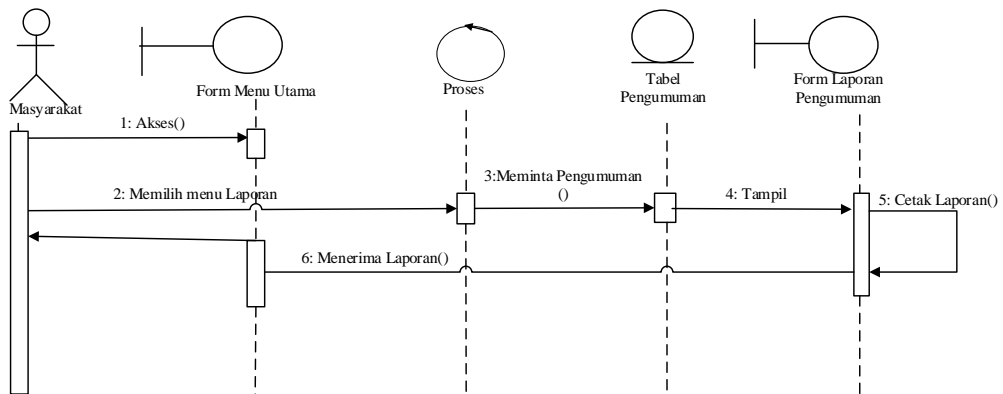 Masyarakat
Form Menu Utama
Proses
Tabel
Pengumuman
Form Laporan
Pengumuman
1: Akses()
2: Memilih menu Laporan
3:Meminta Pengumuman
()
4: Tampil
5: Cetak Laporan()
6: Menerima Laporan()